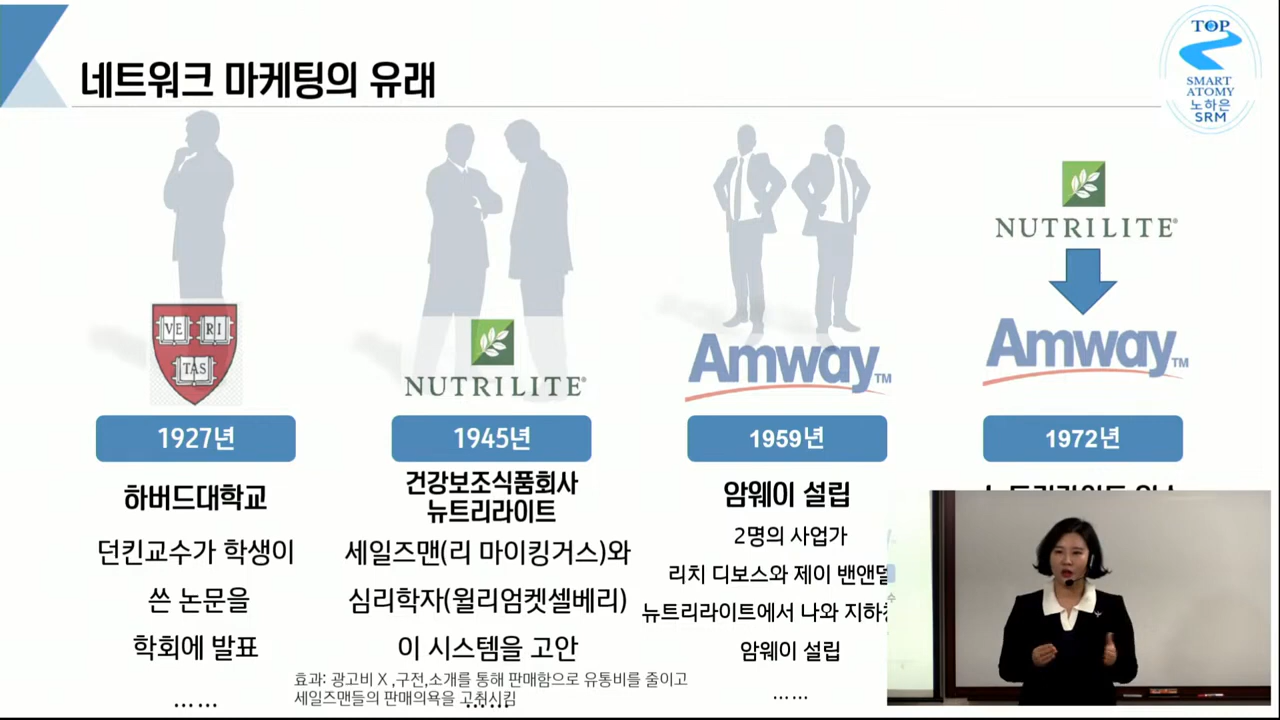 네트워크 마케팅의 유래
TOP
SMART
ATOMY
노하은
SRM
VE RI
TAS
1927년
하버드대학교
던킨교수가 학생이
쓴 논문을
학회에 발표
......
NUTRILITE®
1945년
건강보조식품회사
뉴트리라이트
세일즈맨(리 마이킹거스)와
심리학자(윌리엄켓셀베리)
이 시스템을 고안
효과: 광고비 X ,구전,소개를 통해 판매함으로 유통비를 줄이고
세일즈맨들의 판매의욕을 고취시킴
Amway™
1959년
암웨이 설립
2명의 사업가
리치 디보스와 제이 밴앤델
뉴트리라이트에서 나와
암웨이 설립
......
NUTRILITE®
Amway™
1972년